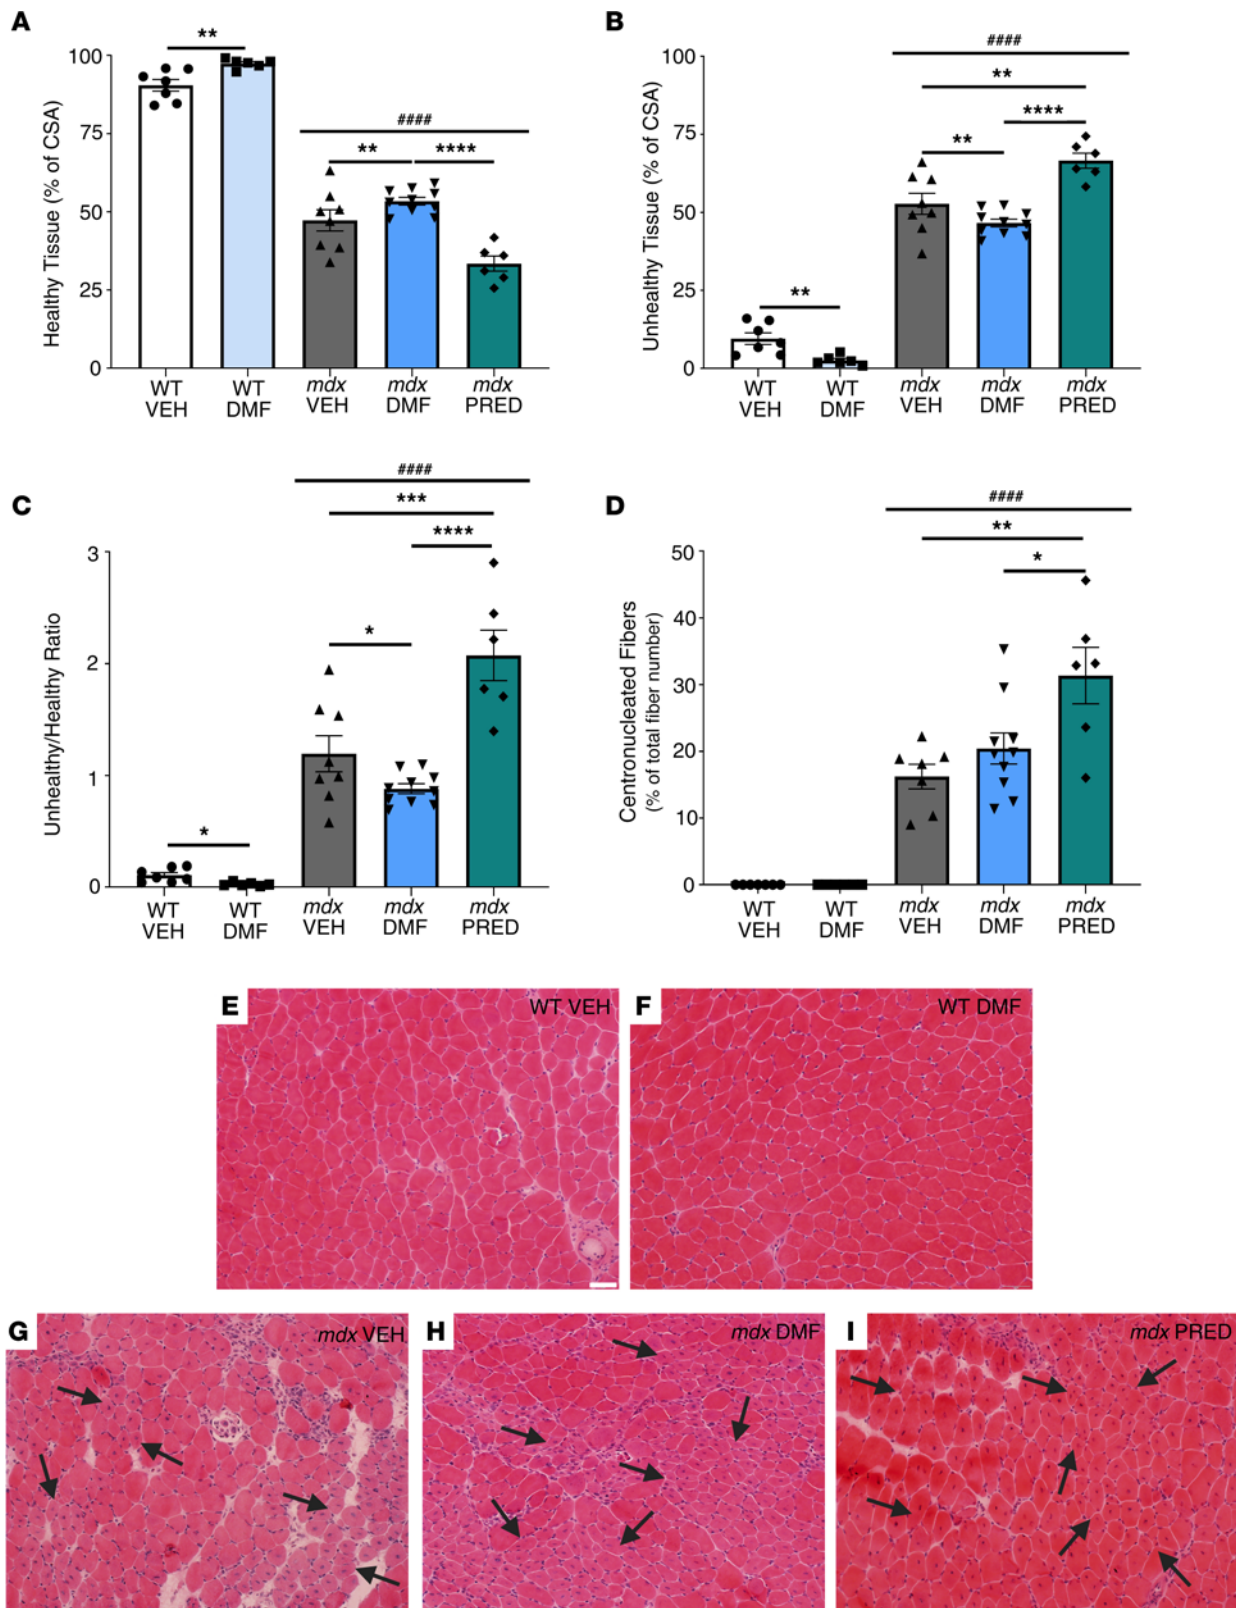 A
**
####
**
****
Healthy Tissue (% of CSA)
100
75
50
25
0
WT
VEH
WT
DMF
mdx
VEH
mdx
DMF
mdx
PRED
B
####
**
****
**
**
Unhealthy Tissue (% of CSA)
100
75
50
25
0
WT
VEH
WT
DMF
mdx
VEH
mdx
DMF
mdx
PRED
C
####
***
****
*
*
Unhealthy/Healthy Ratio
3
2
1
0
WT
VEH
WT
DMF
mdx
VEH
mdx
DMF
mdx
PRED
D
####
**
*
Centronucleated Fibers
(% of total fiber number)
50
40
30
20
10
0
WT
VEH
WT
DMF
mdx
VEH
mdx
DMF
mdx
PRED
E
WT VEH
F
WT DMF
G
mdx VEH
H
mdx DMF
I
mdx PRED